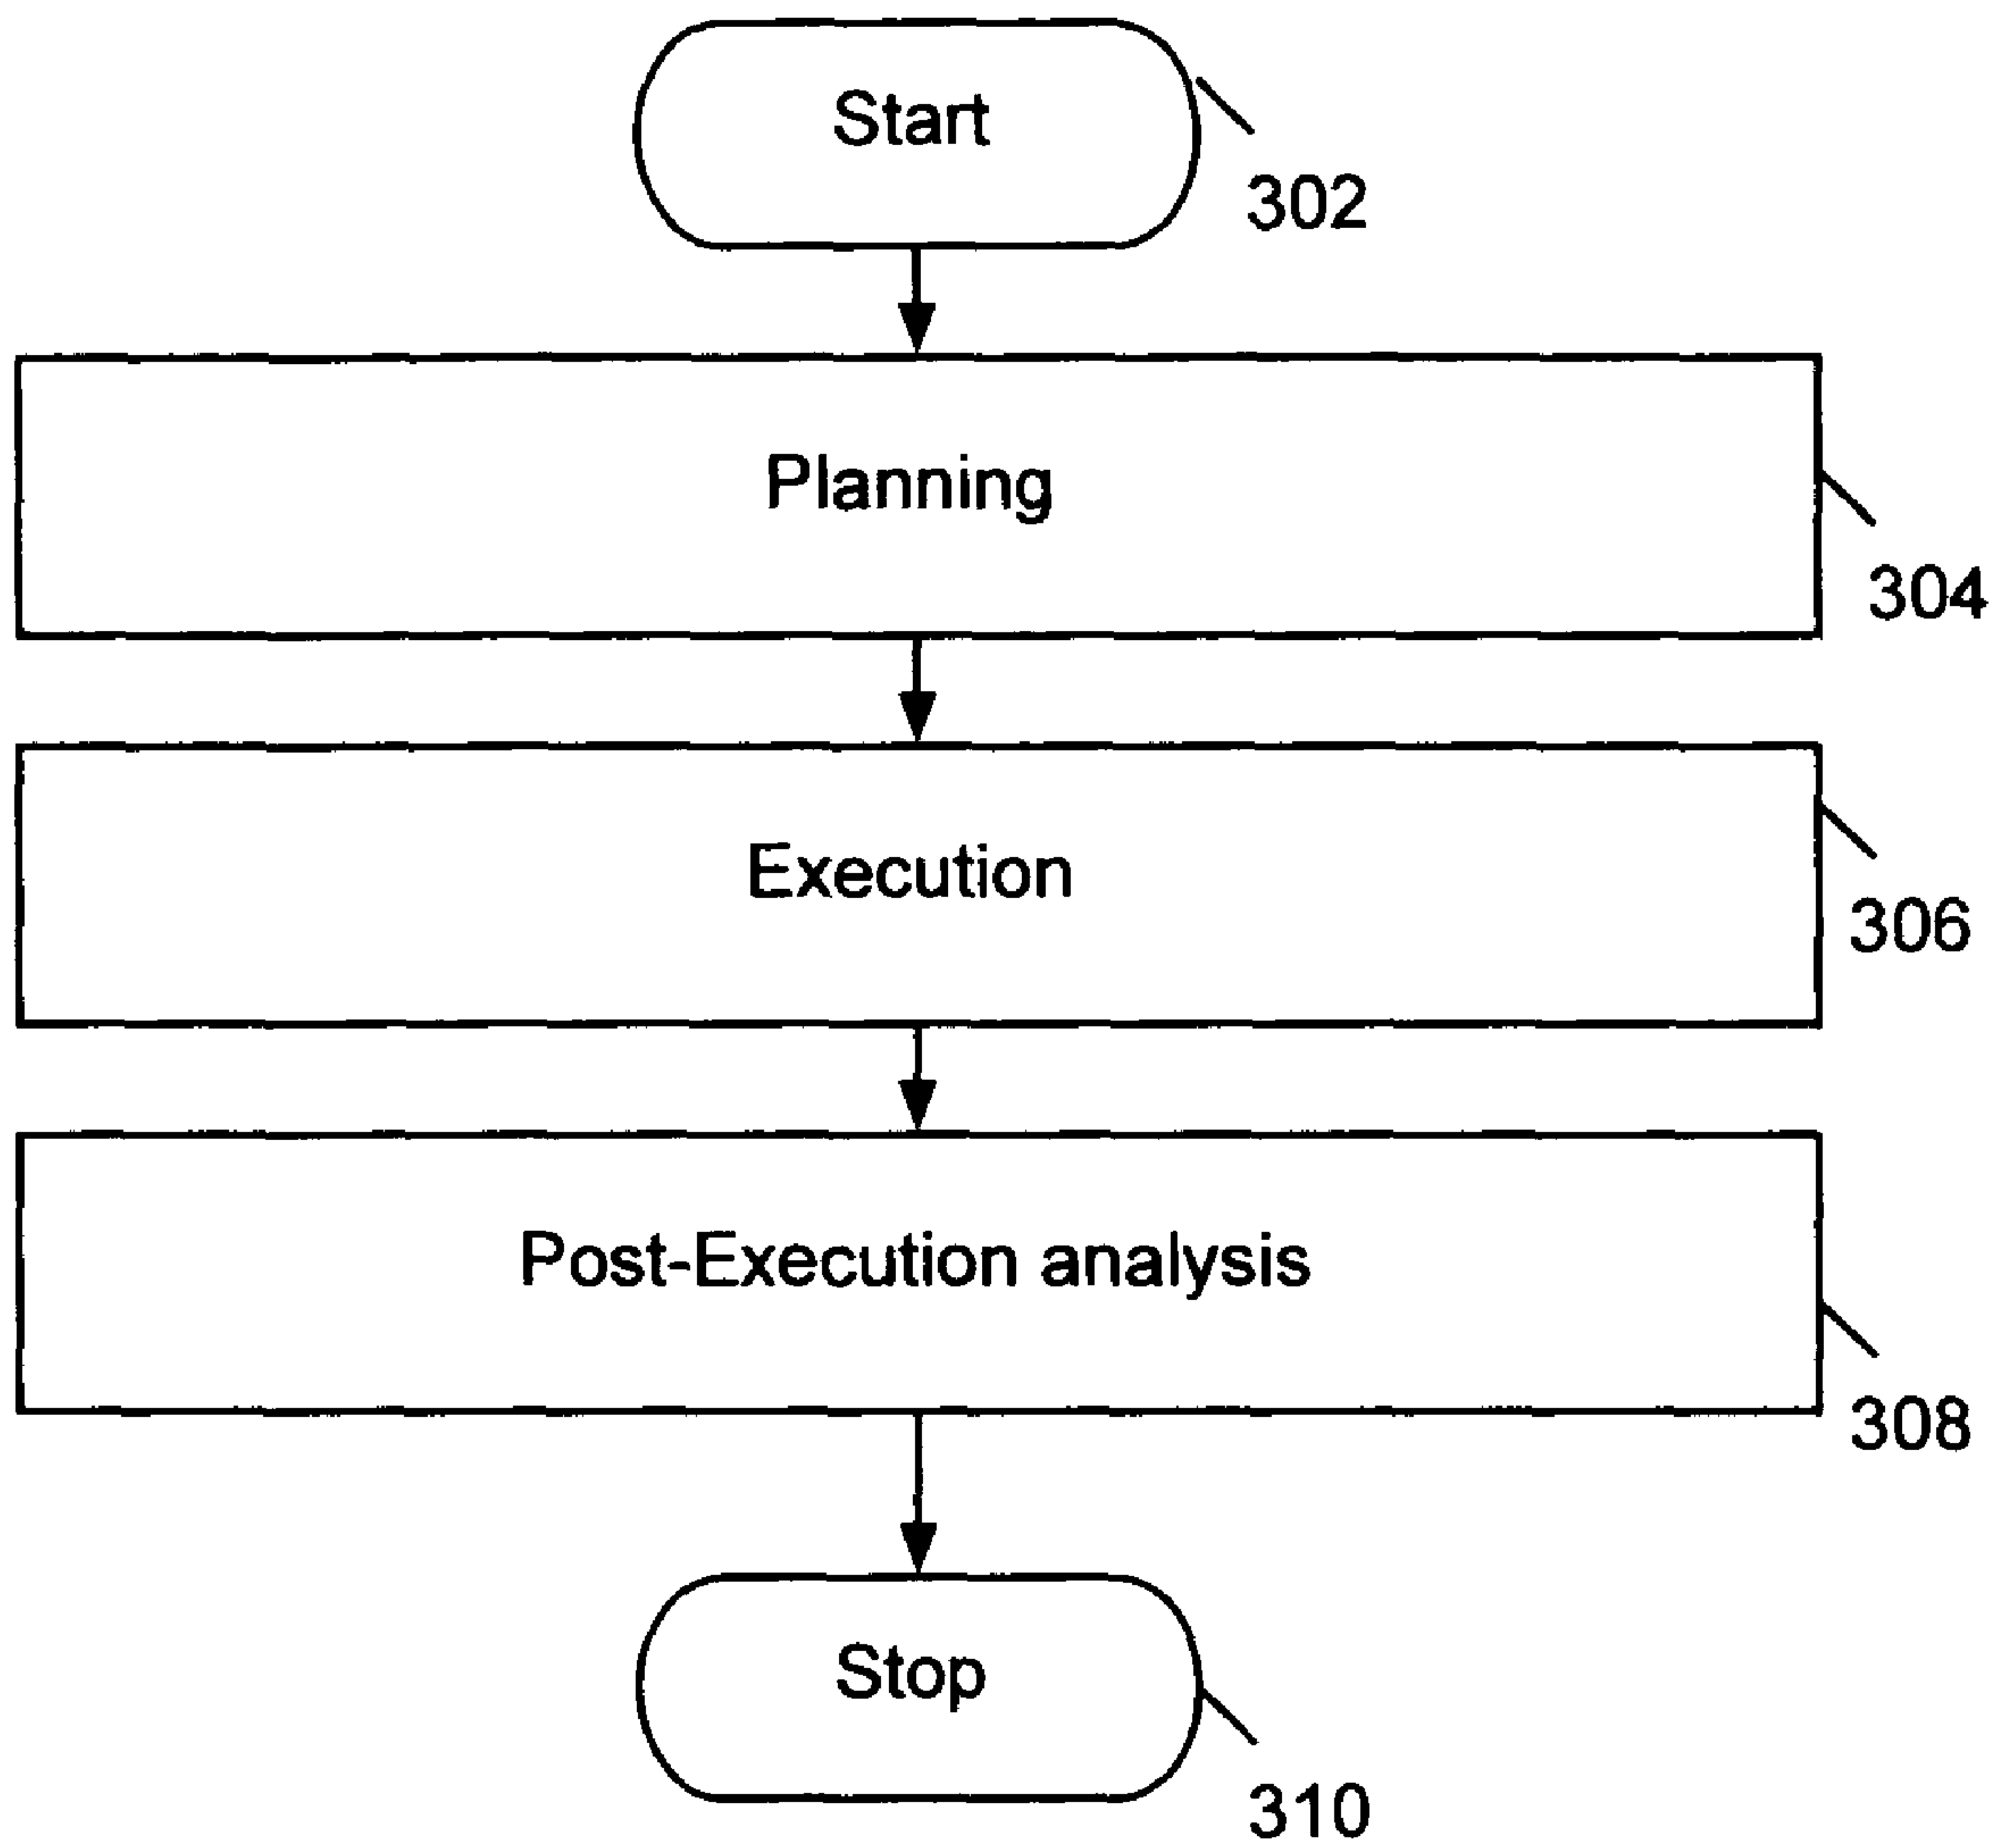 Start
302
Planning
304
Execution
306
Post-Execution analysis
308
Stop
310